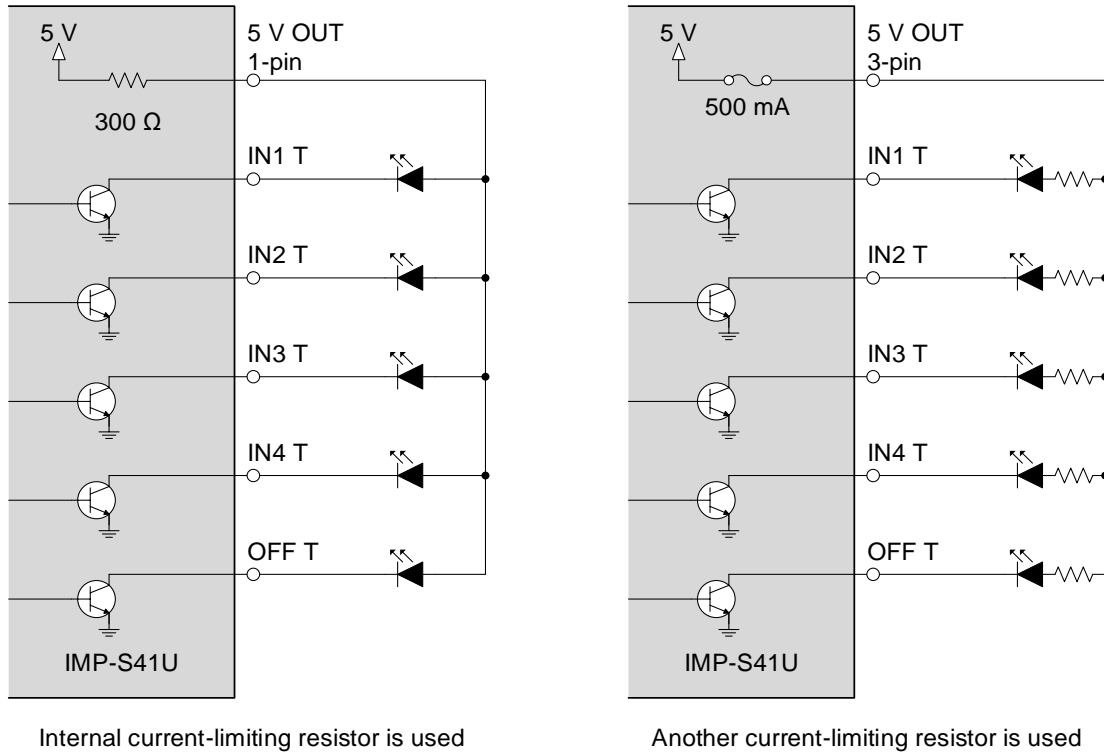 5 V
5 V OUT
1-pin
300 Ω
IN1 T
IN2 T
IN3 T
IN4 T
OFF T
IMP-S41U
Internal current-limiting resistor is used
5 V
5 V OUT
3-pin
500 mA
IN1 T
IN2 T
IN3 T
IN4 T
OFF T
IMP-S41U
Another current-limiting resistor is used